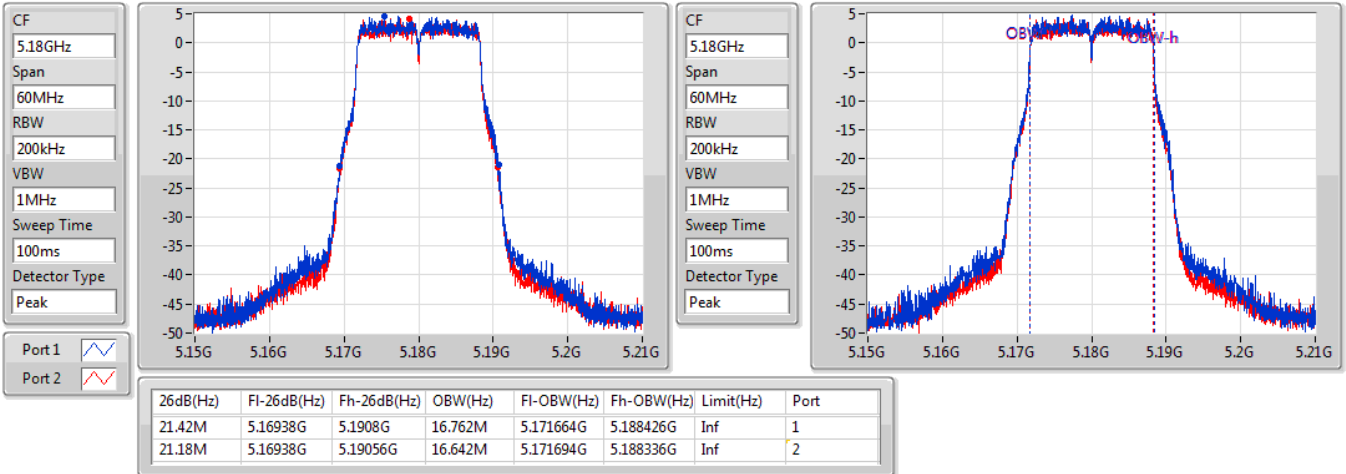 CF
5.18GHz
Span
60MHz
RBW
200kHz
VBW
1MHz
Sweep Time
100ms
Detector Type
Peak
Port 1
Port 2
5
0
-5
-10
-15
-20
-25
-30
-35
-40
-45
-50
5.15G 5.16G 5.17G 5.18G 5.19G 5.2G 5.21G
CF
5.18GHz
Span
60MHz
RBW
200kHz
VBW
1MHz
Sweep Time
100ms
Detector Type
Peak
5
0
-5
-10
-15
-20
-25
-30
-35
-40
-45
-50
OBW-h
5.15G 5.16G 5.17G 5.18G 5.19G 5.2G 5.21G
26dB(Hz) Fl-26dB(Hz) Fh-26dB(Hz) OBW(Hz) Fl-OBW(Hz) Fh-OBW(Hz) Limit(Hz) Port
21.42M 5.16938G 5.1908G 16.762M 5.171664G 5.188426G Inf 1
21.18M 5.16938G 5.19056G 16.642M 5.171694G 5.188336G Inf 2